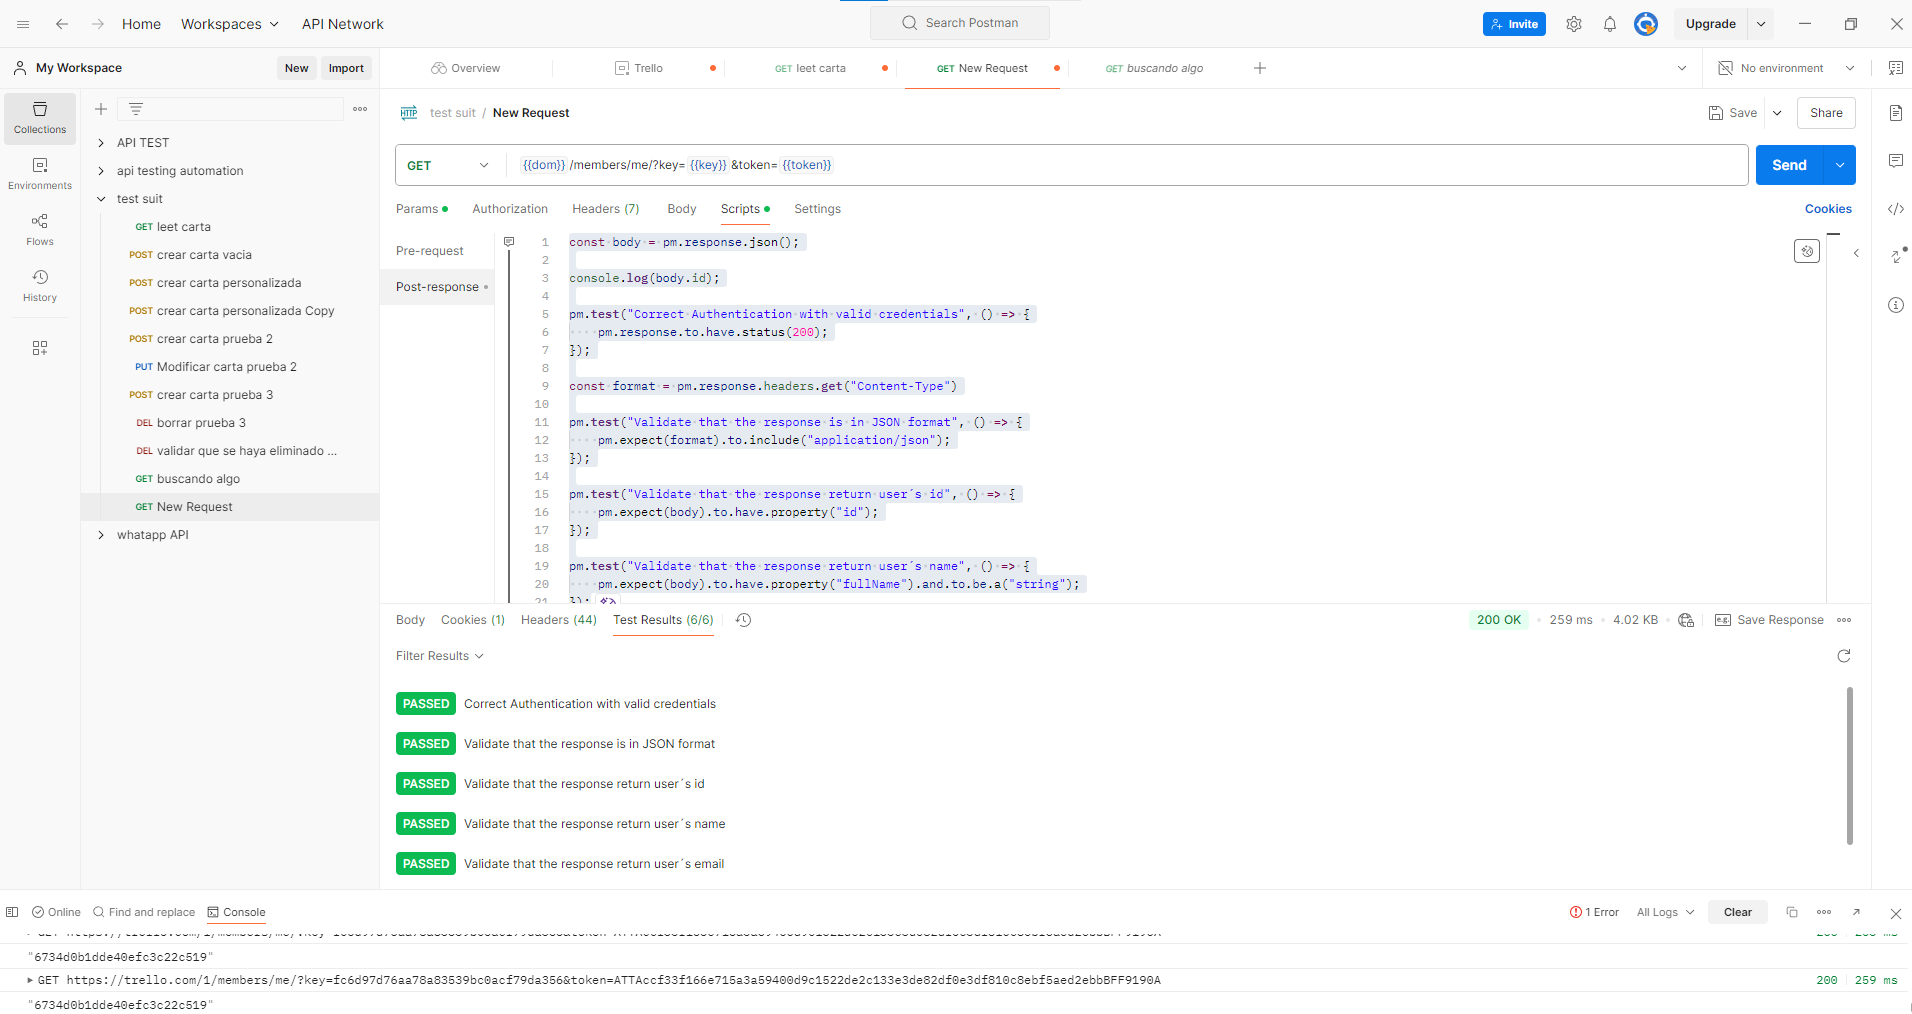 Home
Workspaces
API Network
Search Postman
Invite
Upgrade
My Workspace
New
Import
Overview
Trello
GET leet carta
GET New Request
GET buscando algo
No environment
Collections
Environments
Flows
History
API TEST
api testing automation
test suit
GET leet carta
POST crear carta vacia
POST crear carta personalizada
POST crear carta personalizada Copy
POST crear carta prueba 2
PUT Modificar carta prueba 2
POST crear carta prueba 3
DEL borrar prueba 3
DEL validar que se haya eliminado ...
GET buscando algo
GET New Request
whatapp API
HTTP test suit / New Request
Save
Share
GET
{{dom}} /members/me/?key= {{key}} &token= {{token}}
Send
Params
Authorization
Headers (7)
Body
Scripts
Settings
Cookies
Pre-request
Post-response
1 const body = pm.response.json();
2
3 console.log(body.id);
4
5 pm.test("Correct Authentication with valid credentials", () => {
6 pm.response.to.have.status(200);
7 });
8
9 const format = pm.response.headers.get("Content-Type")
10
11 pm.test("Validate that the response is in JSON format", () => {
12 pm.expect(format).to.include("application/json");
13 });
14
15 pm.test("Validate that the response return user´s id", () => {
16 pm.expect(body).to.have.property("id");
17 });
18
19 pm.test("Validate that the response return user´s name", () => {
20 pm.expect(body).to.have.property("fullName").and.to.be.a("string");
21 });
Body
Cookies (1)
Headers (44)
Test Results (6/6)
200 OK
259 ms
4.02 KB
e.g. Save Response
Filter Results
PASSED Correct Authentication with valid credentials
PASSED Validate that the response is in JSON format
PASSED Validate that the response return user´s id
PASSED Validate that the response return user´s name
PASSED Validate that the response return user´s email
Online
Find and replace
Console
1 Error
All Logs
Clear
"6734d0b1dde40efc3c22c519"
GET https://trello.com/1/members/me/?key=fc6d97d76aa78a83539bc0acf79da356&token=ATTAccf33f166e715a3a59400d9c1522de2c133e3de82df0e3df810c8ebf5aed2ebbBFF9190A
200 259 ms
"6734d0b1dde40efc3c22c519"